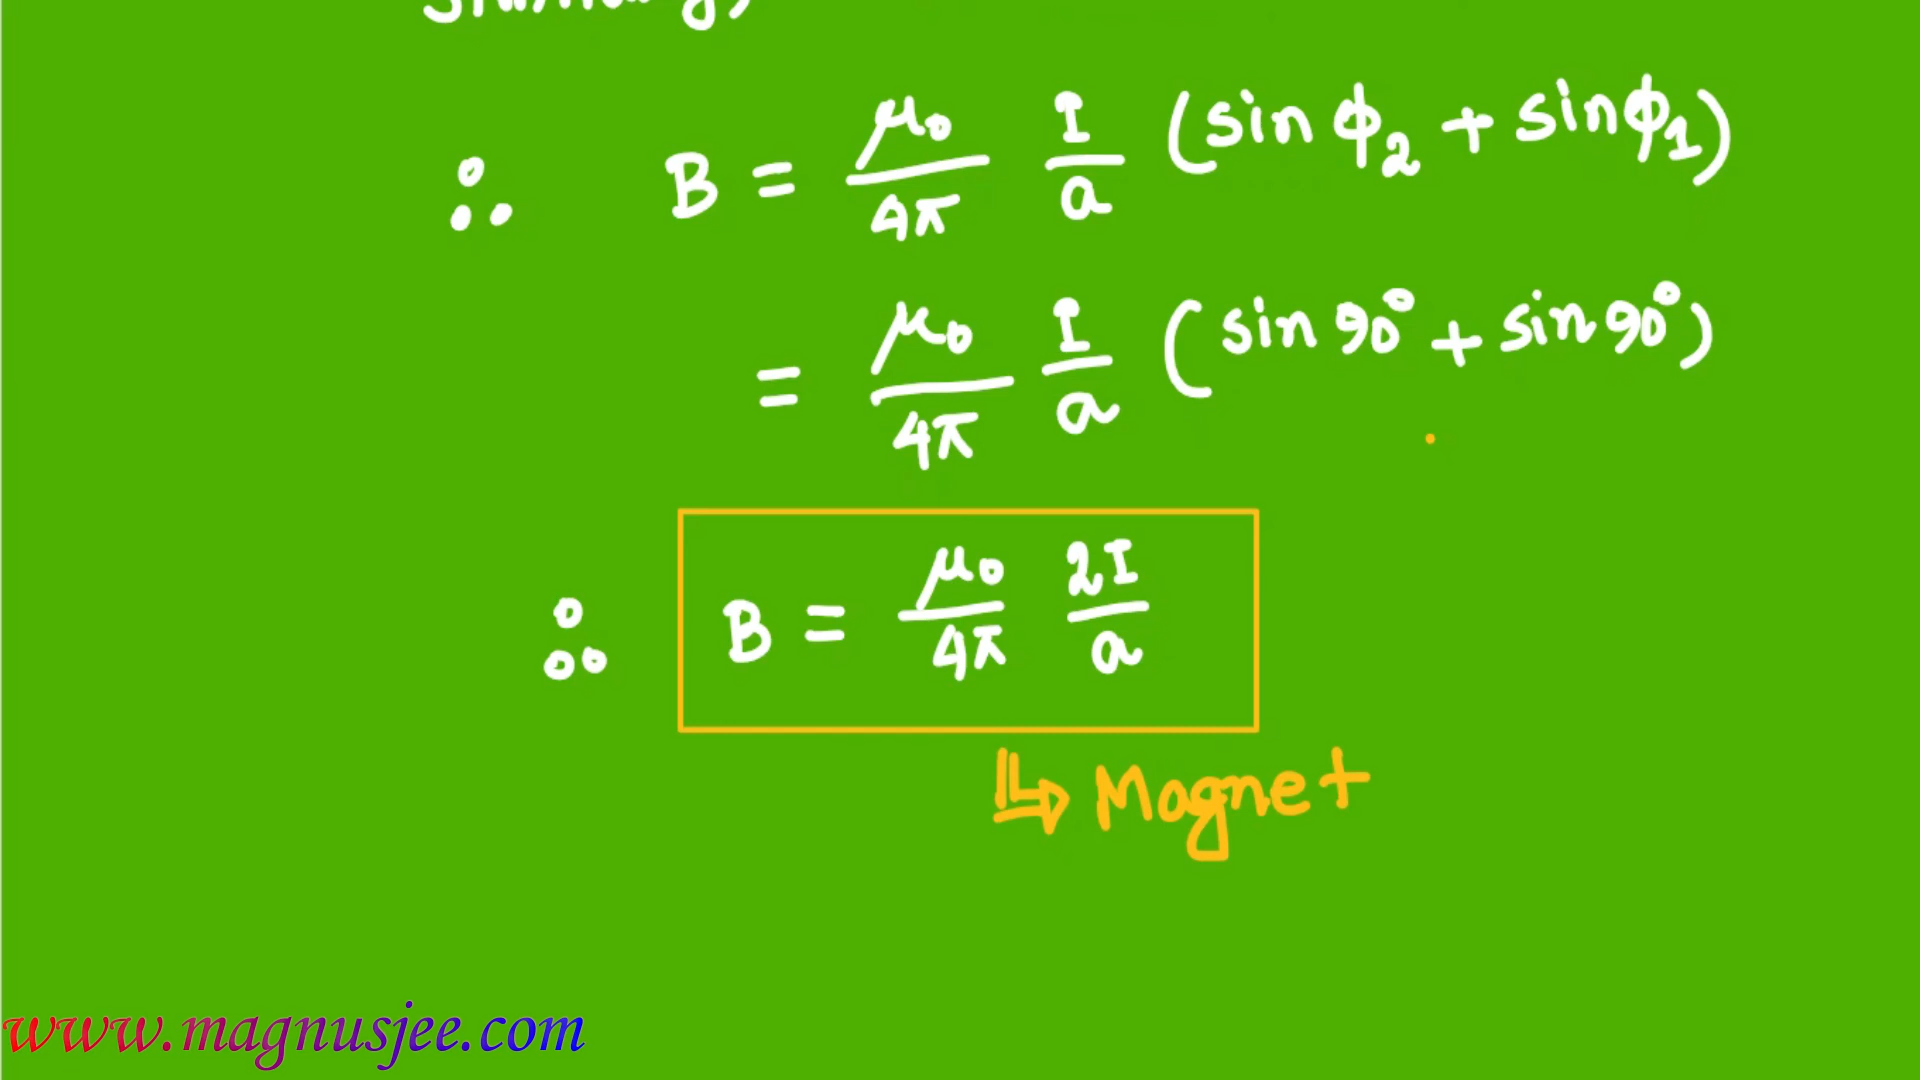 ∴ B = μ₀/4π I/a (sin ϕ₂ + sin ϕ₁)
= μ₀/4π I/a (sin 90° + sin 90°)
∴ B = μ₀/4π 2I/a
Magnet
www.magnusjee.com